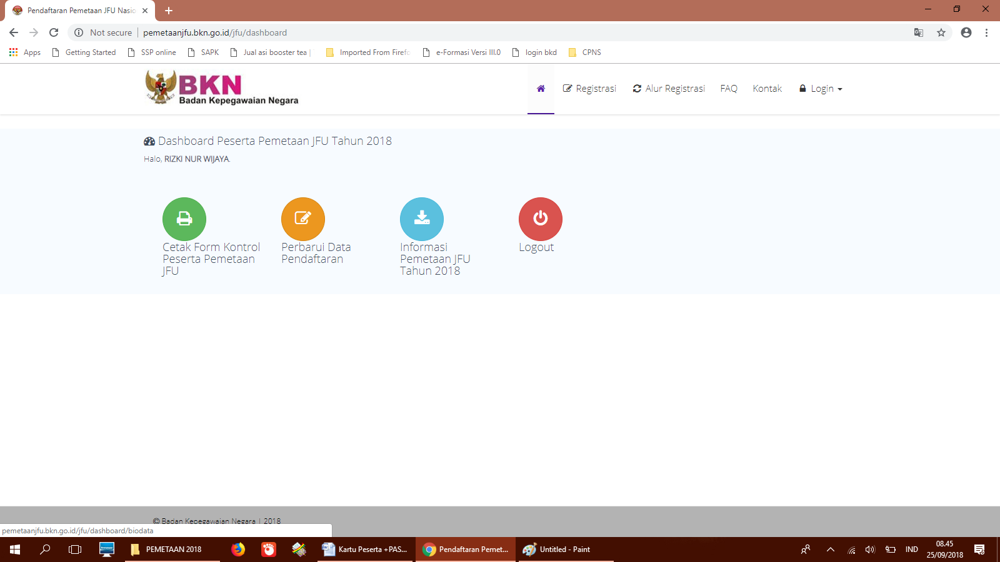 Pendaftaran Pemetaan JFU Nasio
Not secure | pemetaanjfu.bkn.go.id/jfu/dashboard
Apps Getting Started SSP online SAPK Jual asi booster tea | Imported From Firefo e-Formasi Versi III.0 login bkd CPNS
BKN
Badan Kepegawaian Negara
Registrasi Alur Registrasi FAQ Kontak Login
Dashboard Peserta Pemetaan JFU Tahun 2018
Halo, RIZKI NUR WIJAYA.
Cetak Form Kontrol
Peserta Pemetaan
JFU
Perbarui Data
Pendaftaran
Informasi
Pemetaan JFU
Tahun 2018
Logout
© Badan Kepegawaian Negara | 2018
pemetaanjfu.bkn.go.id/jfu/dashboard/biodata
PEMETAAN 2018 Kartu Peserta +PAS... Pendaftaran Pemet... Untitled - Paint IND 08.45
25/09/2018